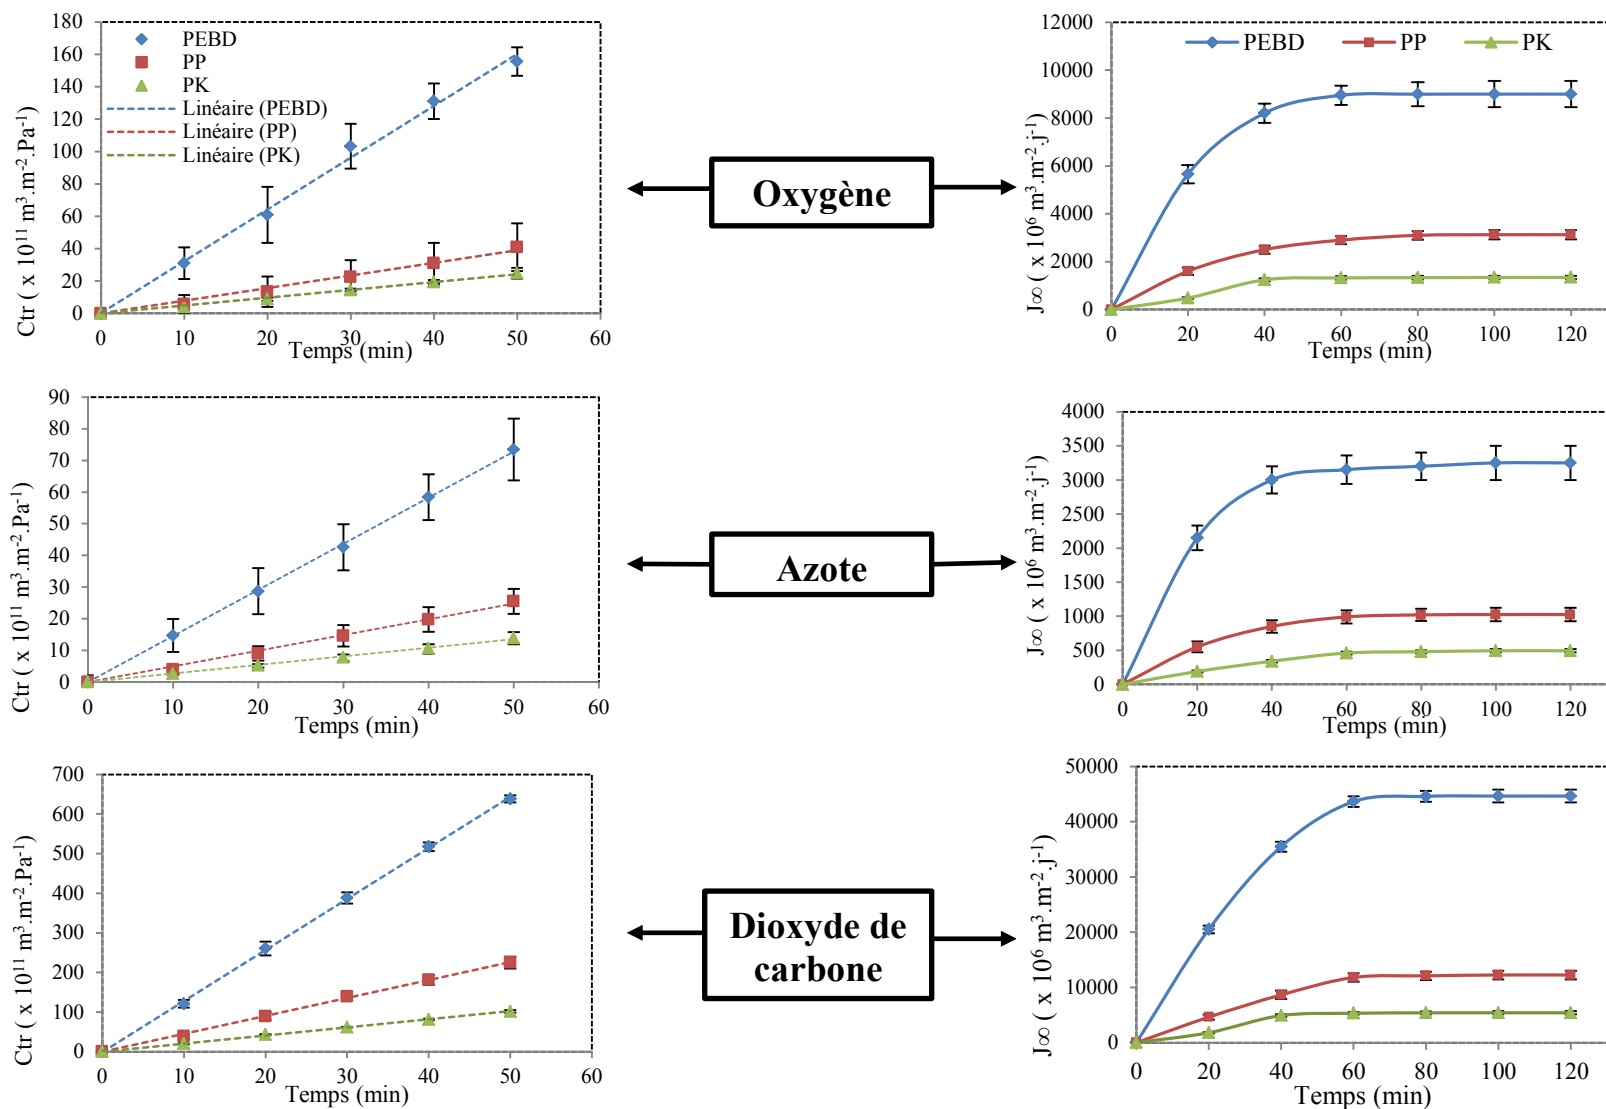 180
160
140
120
100
80
60
40
20
0
0 10 20 30 40 50 60
Ctr ( x 10¹¹ m³.m⁻².Pa⁻¹)
Temps (min)
PEBD
PP
PK
Linéaire (PEBD)
Linéaire (PP)
Linéaire (PK)
Oxygène
12000
10000
8000
6000
4000
2000
0
0 20 40 60 80 100 120
J∞ ( x 10⁶ m³.m⁻².j⁻¹)
Temps (min)
PEBD PP PK
90
80
70
60
50
40
30
20
10
0
0 10 20 30 40 50 60
Ctr ( x 10¹¹ m³.m⁻².Pa⁻¹)
Temps (min)
Azote
4000
3500
3000
2500
2000
1500
1000
500
0
0 20 40 60 80 100 120
J∞ ( x 10⁶ m³.m⁻².j⁻¹)
Temps (min)
700
600
500
400
300
200
100
0
0 10 20 30 40 50 60
Ctr ( x 10¹¹ m³.m⁻².Pa⁻¹)
Temps (min)
Dioxyde de
carbone
50000
40000
30000
20000
10000
0
0 20 40 60 80 100 120
J∞ ( x 10⁶ m³.m⁻².j⁻¹)
Temps (min)